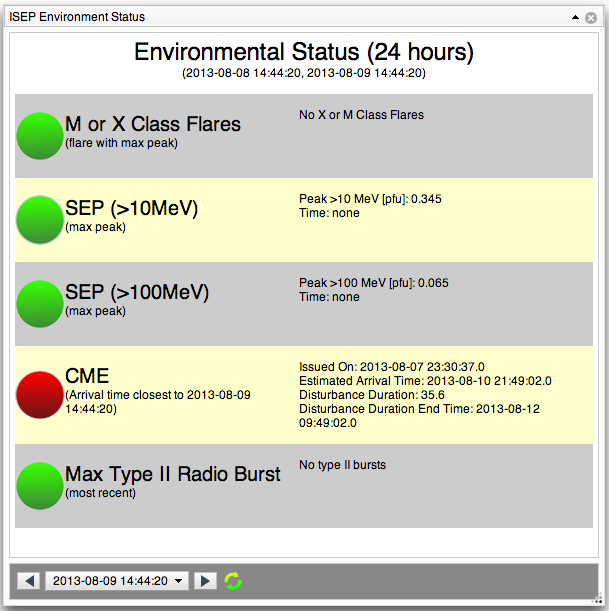 ISEP Environment Status
Environmental Status (24 hours)
(2013-08-08 14:44:20, 2013-08-09 14:44:20)
M or X Class Flares
(flare with max peak)
No X or M Class Flares
SEP (>10MeV)
(max peak)
Peak >10 MeV [pfu]: 0.345
Time: none
SEP (>100MeV)
(max peak)
Peak >100 MeV [pfu]: 0.065
Time: none
CME
(Arrival time closest to 2013-08-09
14:44:20)
Issued On: 2013-08-07 23:30:37.0
Estimated Arrival Time: 2013-08-10 21:49:02.0
Disturbance Duration: 35.6
Disturbance Duration End Time: 2013-08-12
09:49:02.0
Max Type II Radio Burst
(most recent)
No type II bursts
2013-08-09 14:44:20